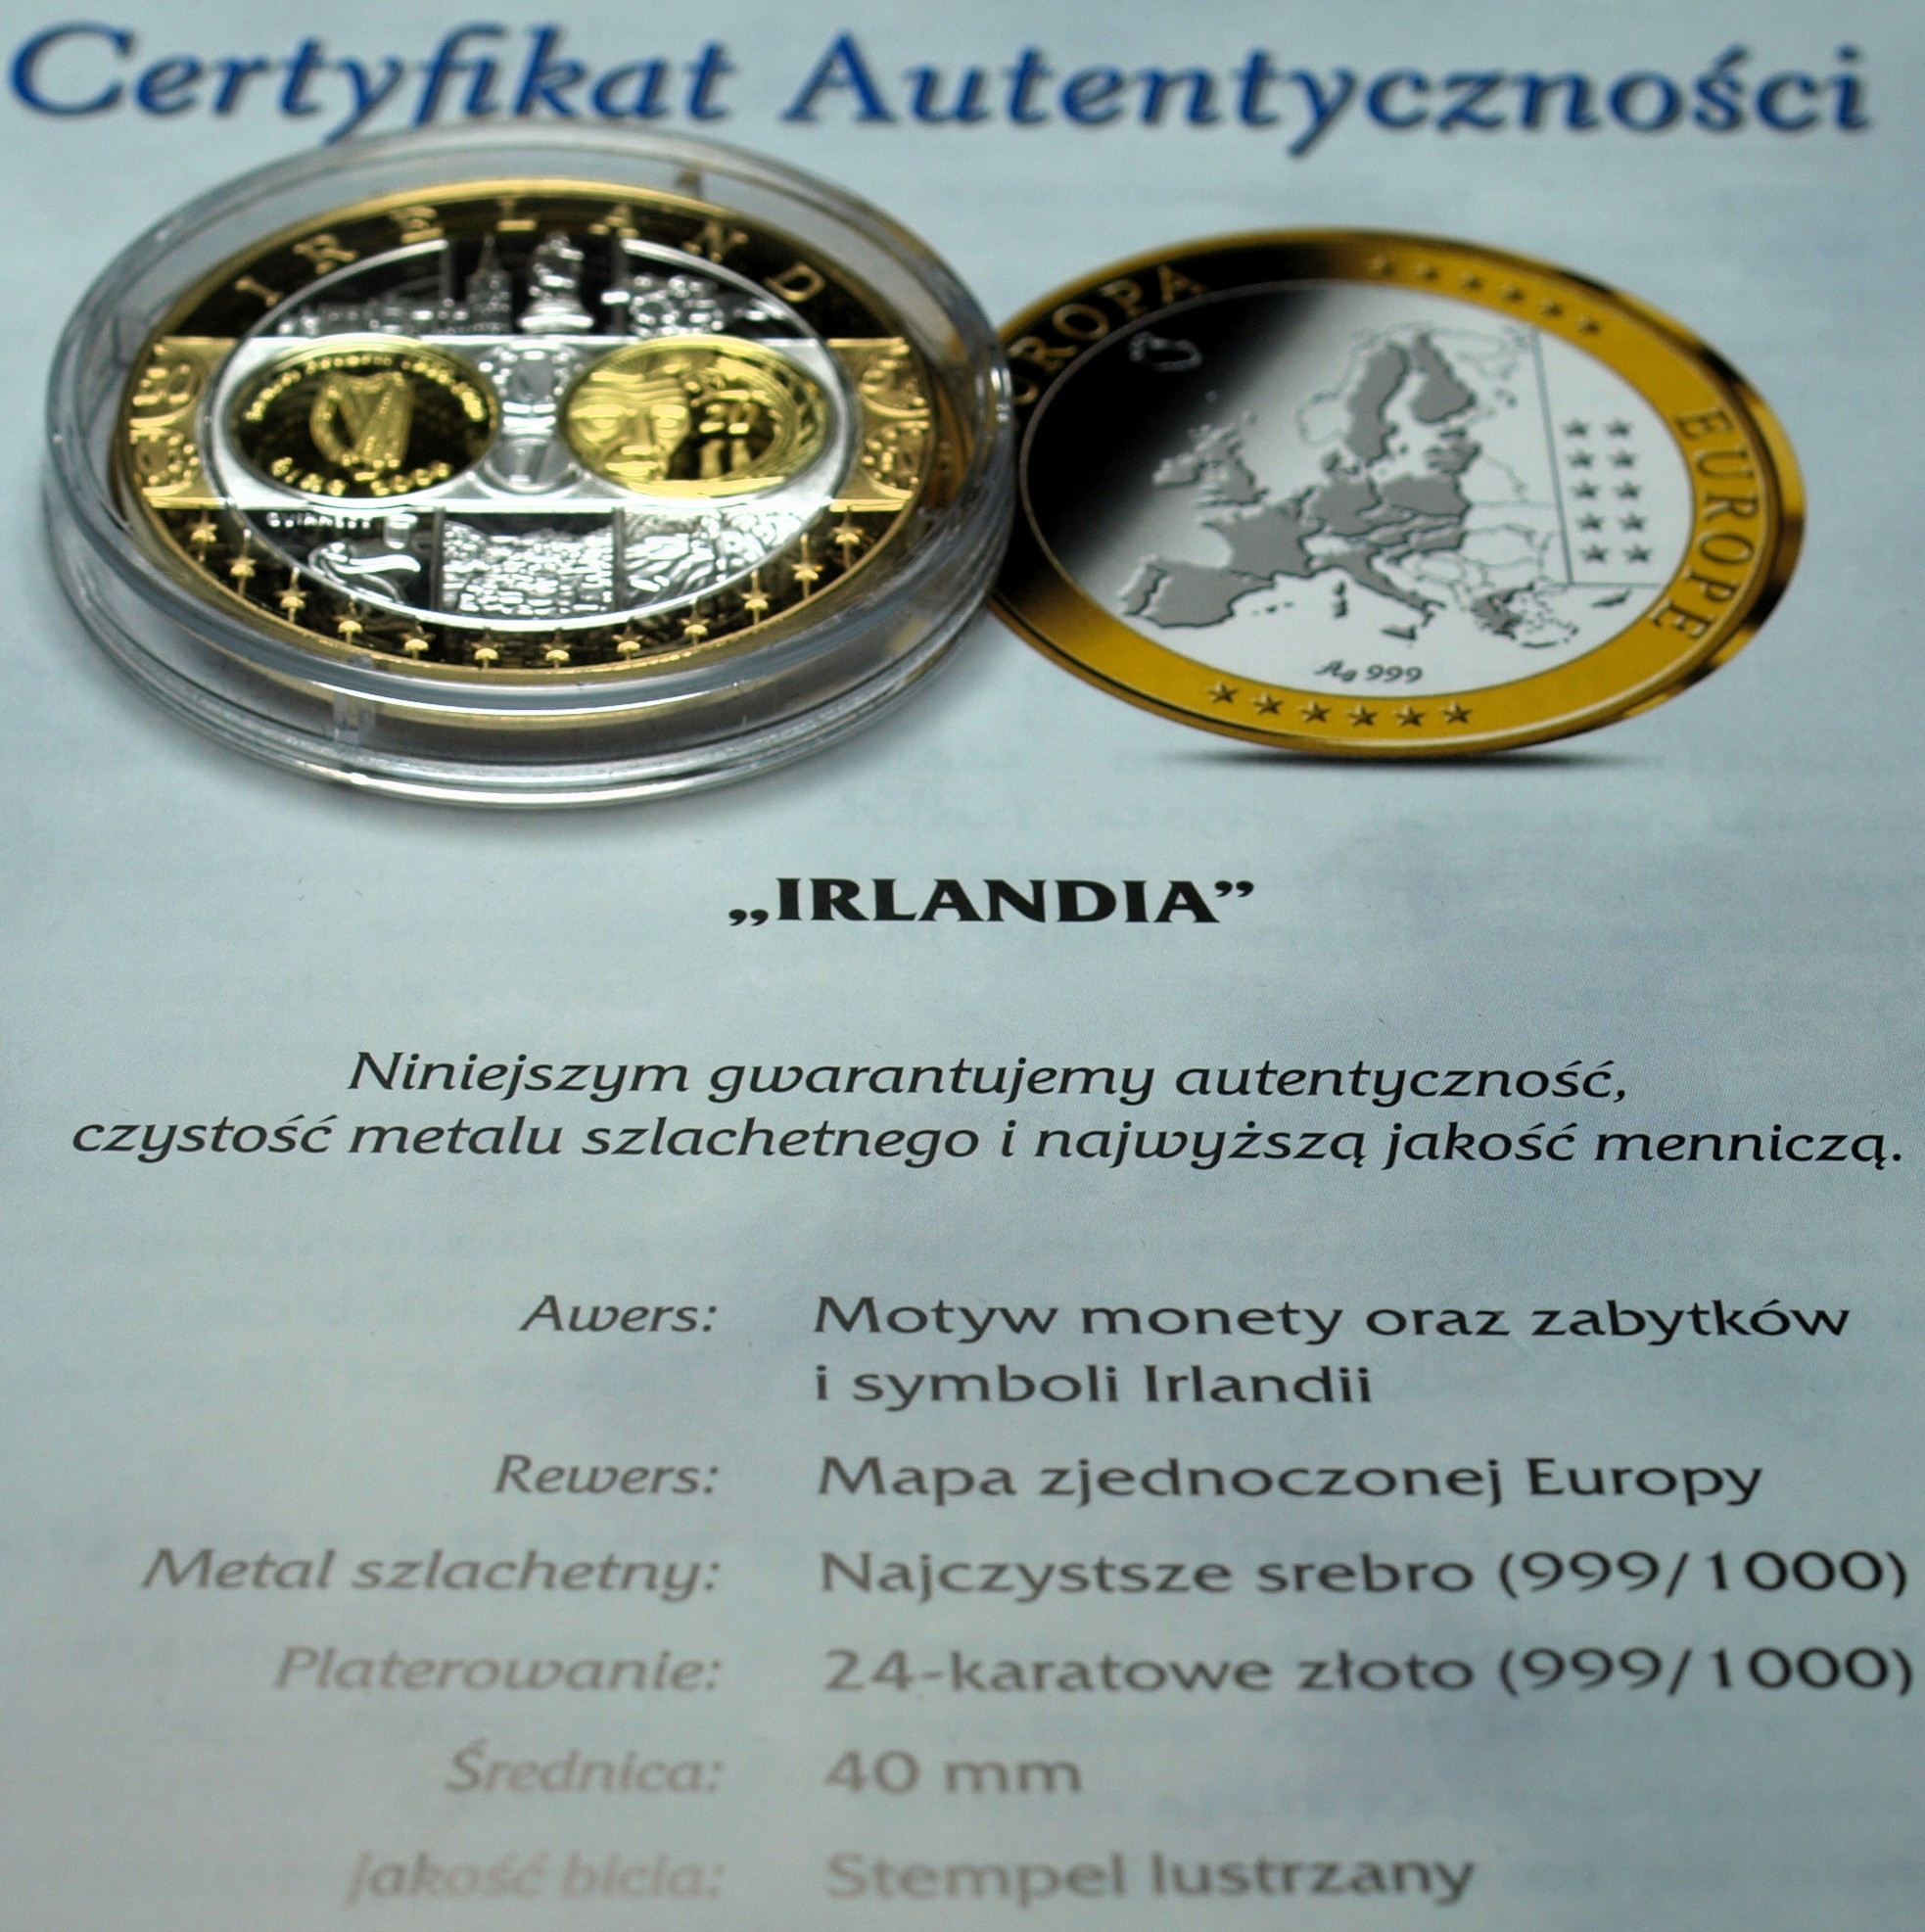 Certyfikat Autentyczności
IRELAND
EUROPA
EUROPE
20
GUINNESS
Ag 999
„IRLANDIA”
Niniejszym gwarantujemy autentyczność,
czystość metalu szlachetnego i najwyższą jakość menniczą.
Awers: Motyw monety oraz zabytków
i symboli Irlandii
Rewers: Mapa zjednoczonej Europy
Metal szlachetny: Najczystsze srebro (999/1000)
Platerowanie: 24-karatowe złoto (999/1000)
Średnica: 40 mm
Jakość bicia: Stempel lustrzany